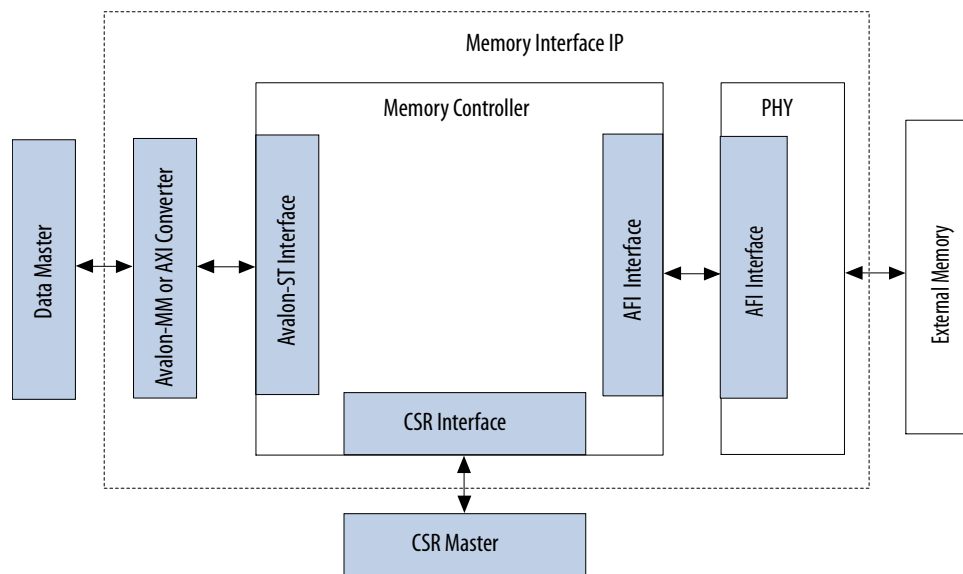 Memory Interface IP
Memory Controller
PHY
Data Master
Avalon-MM or AXI Converter
Avalon-ST Interface
AFI Interface
AFI Interface
External Memory
CSR Interface
CSR Master